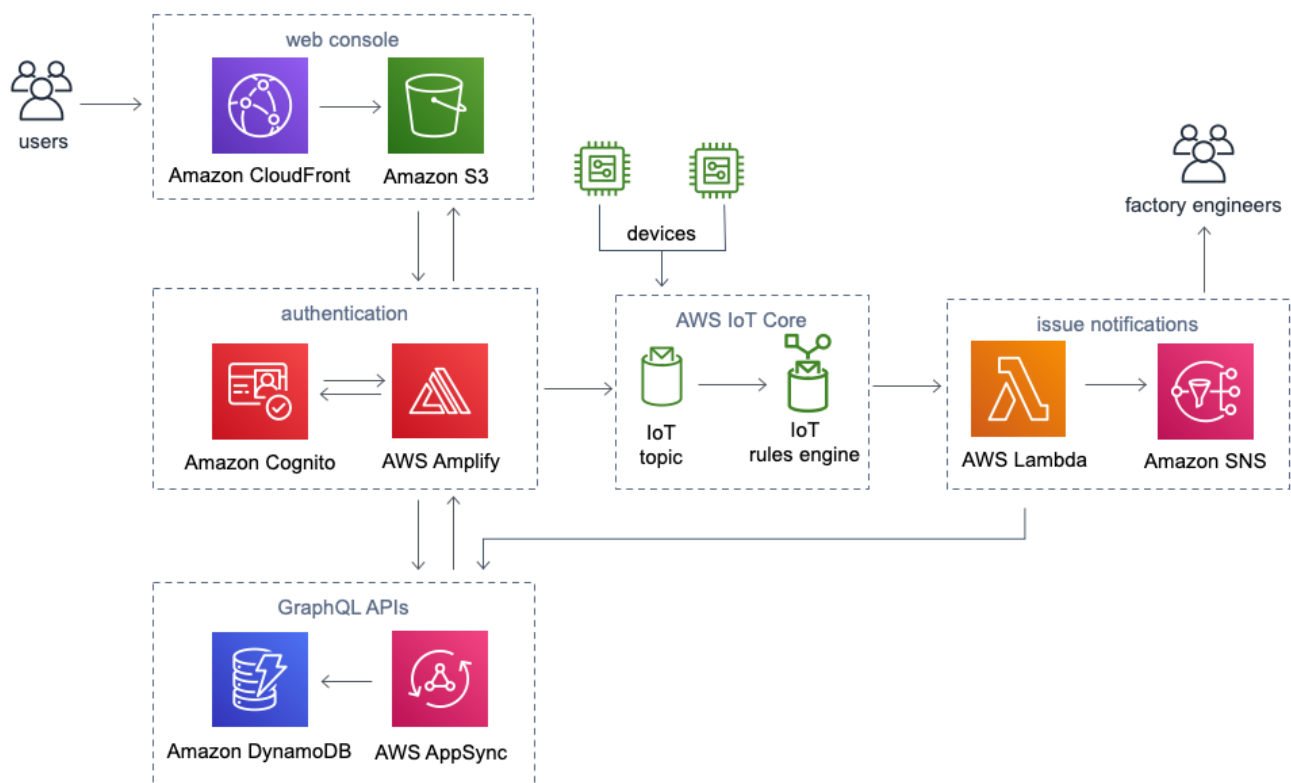 web console
users
Amazon CloudFront
Amazon S3
devices
factory engineers
authentication
Amazon Cognito
AWS Amplify
AWS IoT Core
IoT
topic
IoT
rules engine
issue notifications
AWS Lambda
Amazon SNS
GraphQL APIs
Amazon DynamoDB
AWS AppSync